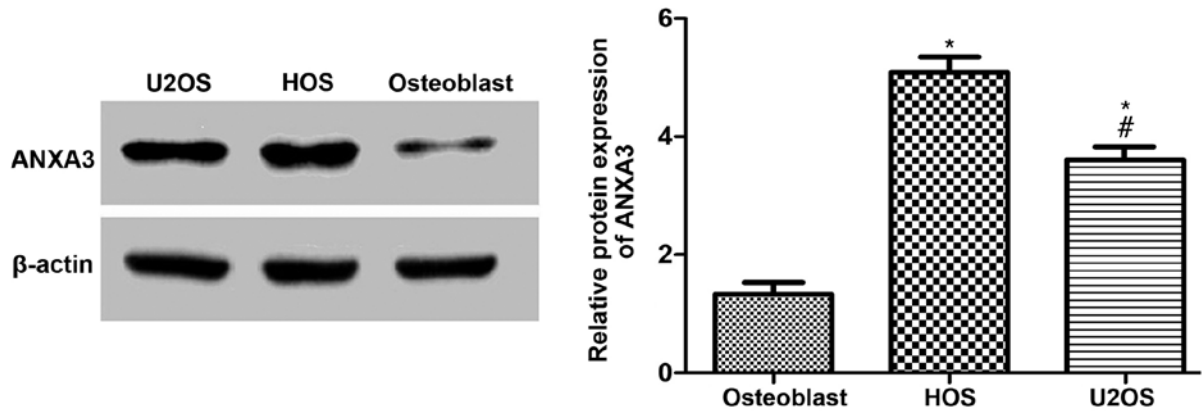 U2OS HOS Osteoblast
ANXA3
β-actin
Relative protein expression
of ANXA3
6
4
2
0
*
*
#
Osteoblast HOS U2OS